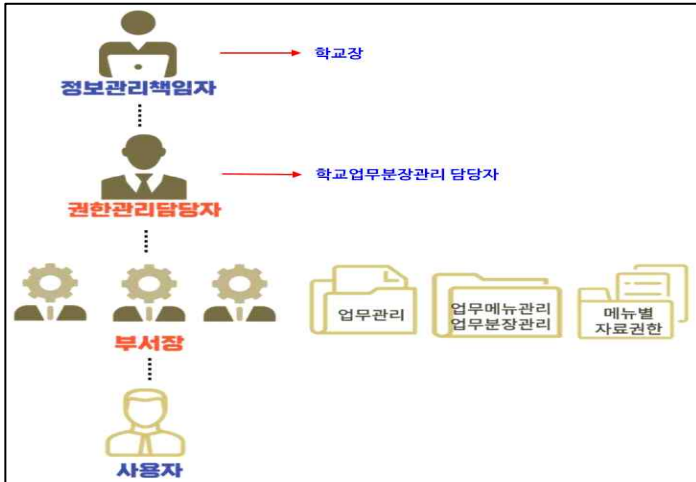 학교장
정보관리책임자
학교업무분장관리 담당자
권한관리담당자
업무관리
업무메뉴관리
업무분장관리
메뉴별
자료권한
부서장
사용자